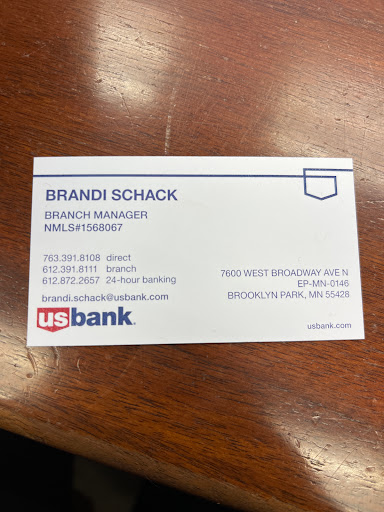 BRANDI SCHACK
BRANCH MANAGER
NMLS#1568067
763.391.8108 direct
612.391.8111 branch
612.872.2657 24-hour banking
brandi.schack@usbank.com
usbank.
7600 WEST BROADWAY AVE N
EP-MN-0146
BROOKLYN PARK, MN 55428
usbank.com